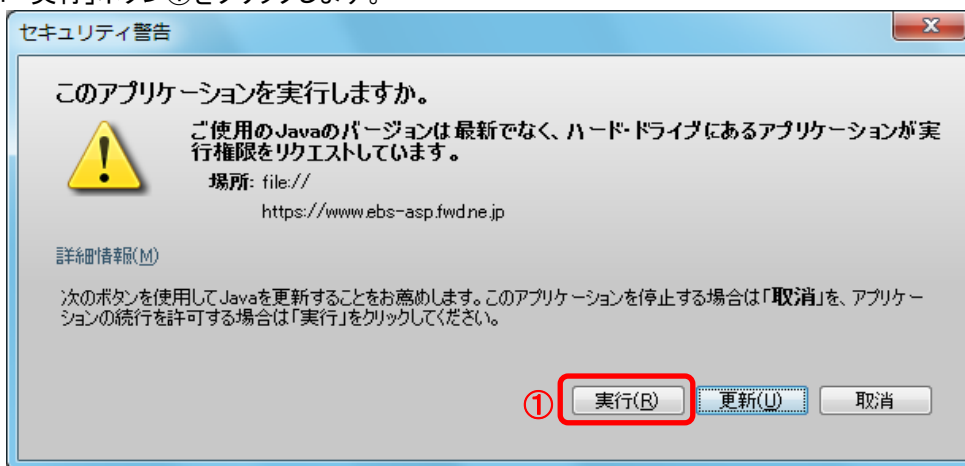 実行」ボタン①をクリックします。
セキュリティ警告
このアプリケーションを実行しますか。
ご使用のJavaのバージョンは最新でなく、ハード・ドライブにあるアプリケーションが実
行権限をリクエストしています。
場所: file://
https://www.ebs-asp.fwd.ne.jp
詳細情報(M)
次のボタンを使用してJavaを更新することをお薦めします。このアプリケーションを停止する場合は「取消」を、アプリケー
ションの続行を許可する場合は「実行」をクリックしてください。
① 実行(R) 更新(U) 取消